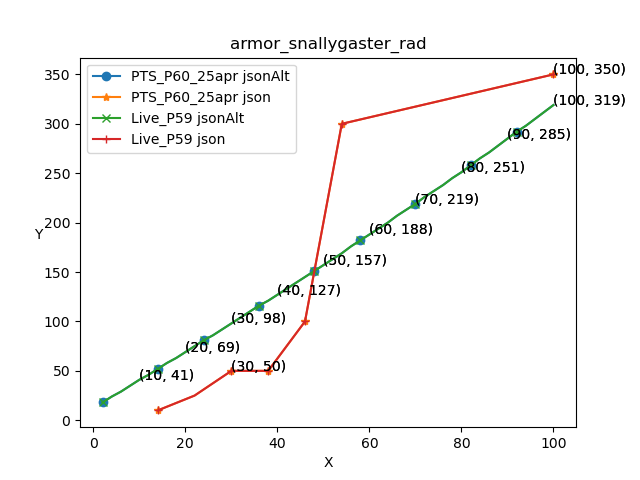 armor_snallygaster_rad
PTS_P60_25apr jsonAlt
PTS_P60_25apr json
Live_P59 jsonAlt
Live_P59 json
(100, 350)
(100, 319)
(90, 285)
(80, 251)
(70, 219)
(60, 188)
(50, 157)
(40, 127)
(30, 98)
(20, 69)
(30, 50)
(10, 41)
350
300
250
200
150
100
50
0
Y
0 20 40 60 80 100
X